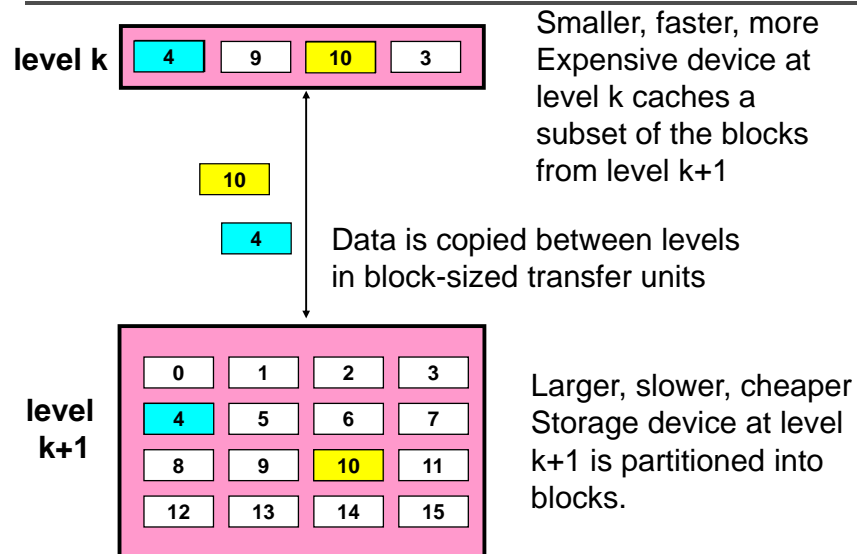 level k
4 9 10 3
Smaller, faster, more
Expensive device at
level k caches a
subset of the blocks
from level k+1
10
4
Data is copied between levels
in block-sized transfer units
level
k+1
0 1 2 3
4 5 6 7
8 9 10 11
12 13 14 15
Larger, slower, cheaper
Storage device at level
k+1 is partitioned into
blocks.